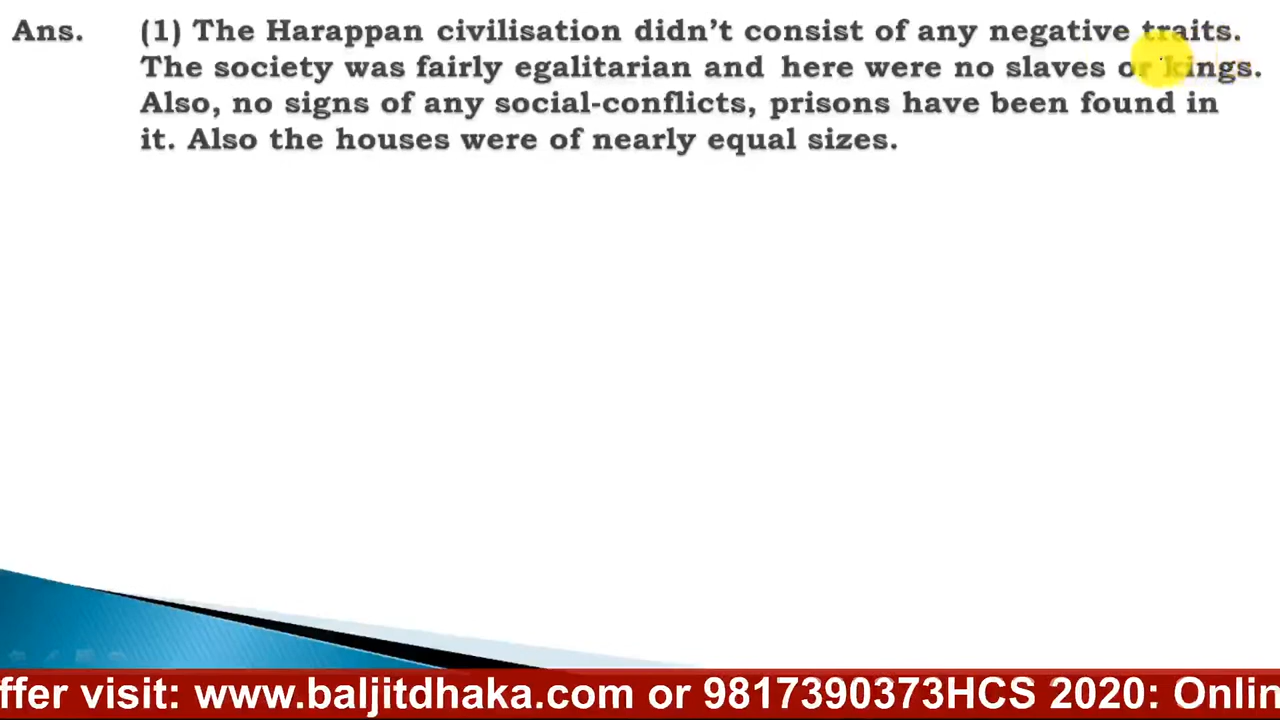 Ans. (1) The Harappan civilisation didn’t consist of any negative traits.
The society was fairly egalitarian and here were no slaves or kings.
Also, no signs of any social-conflicts, prisons have been found in
it. Also the houses were of nearly equal sizes.
ffer visit: www.baljitdhaka.com or 9817390373HCS 2020: Onlin